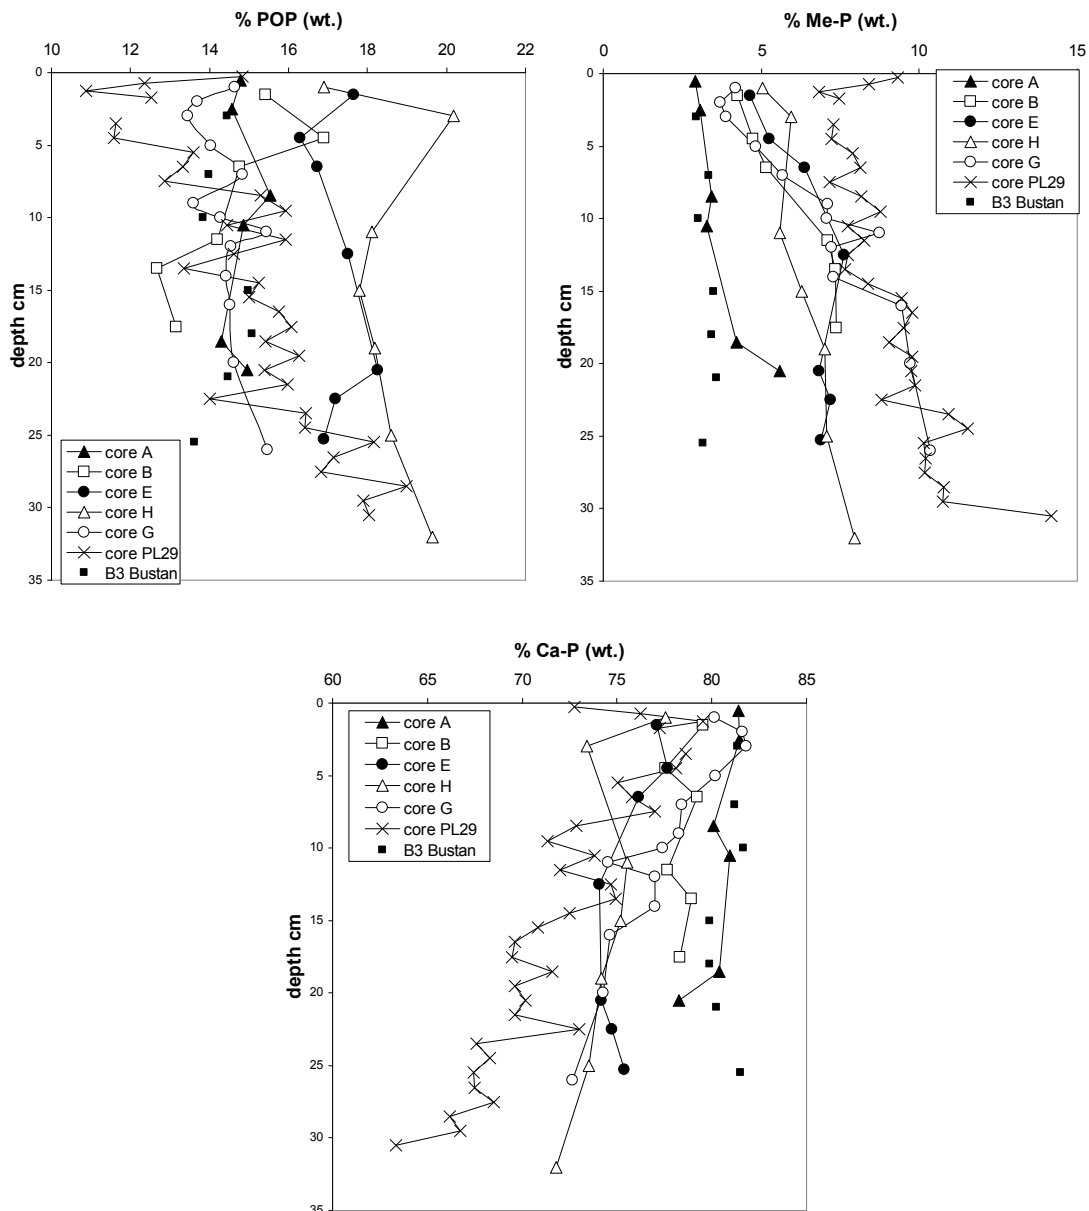 % POP (wt.)
10 12 14 16 18 20 22
0
5
10
15
20
25
30
35
depth cm
core A
core B
core E
core H
core G
core PL29
B3 Bustan
% Me-P (wt.)
0 5 10 15
0
5
10
15
20
25
30
35
depth cm
core A
core B
core E
core H
core G
core PL29
B3 Bustan
% Ca-P (wt.)
60 65 70 75 80 85
0
5
10
15
20
25
30
35
depth cm
core A
core B
core E
core H
core G
core PL29
B3 Bustan